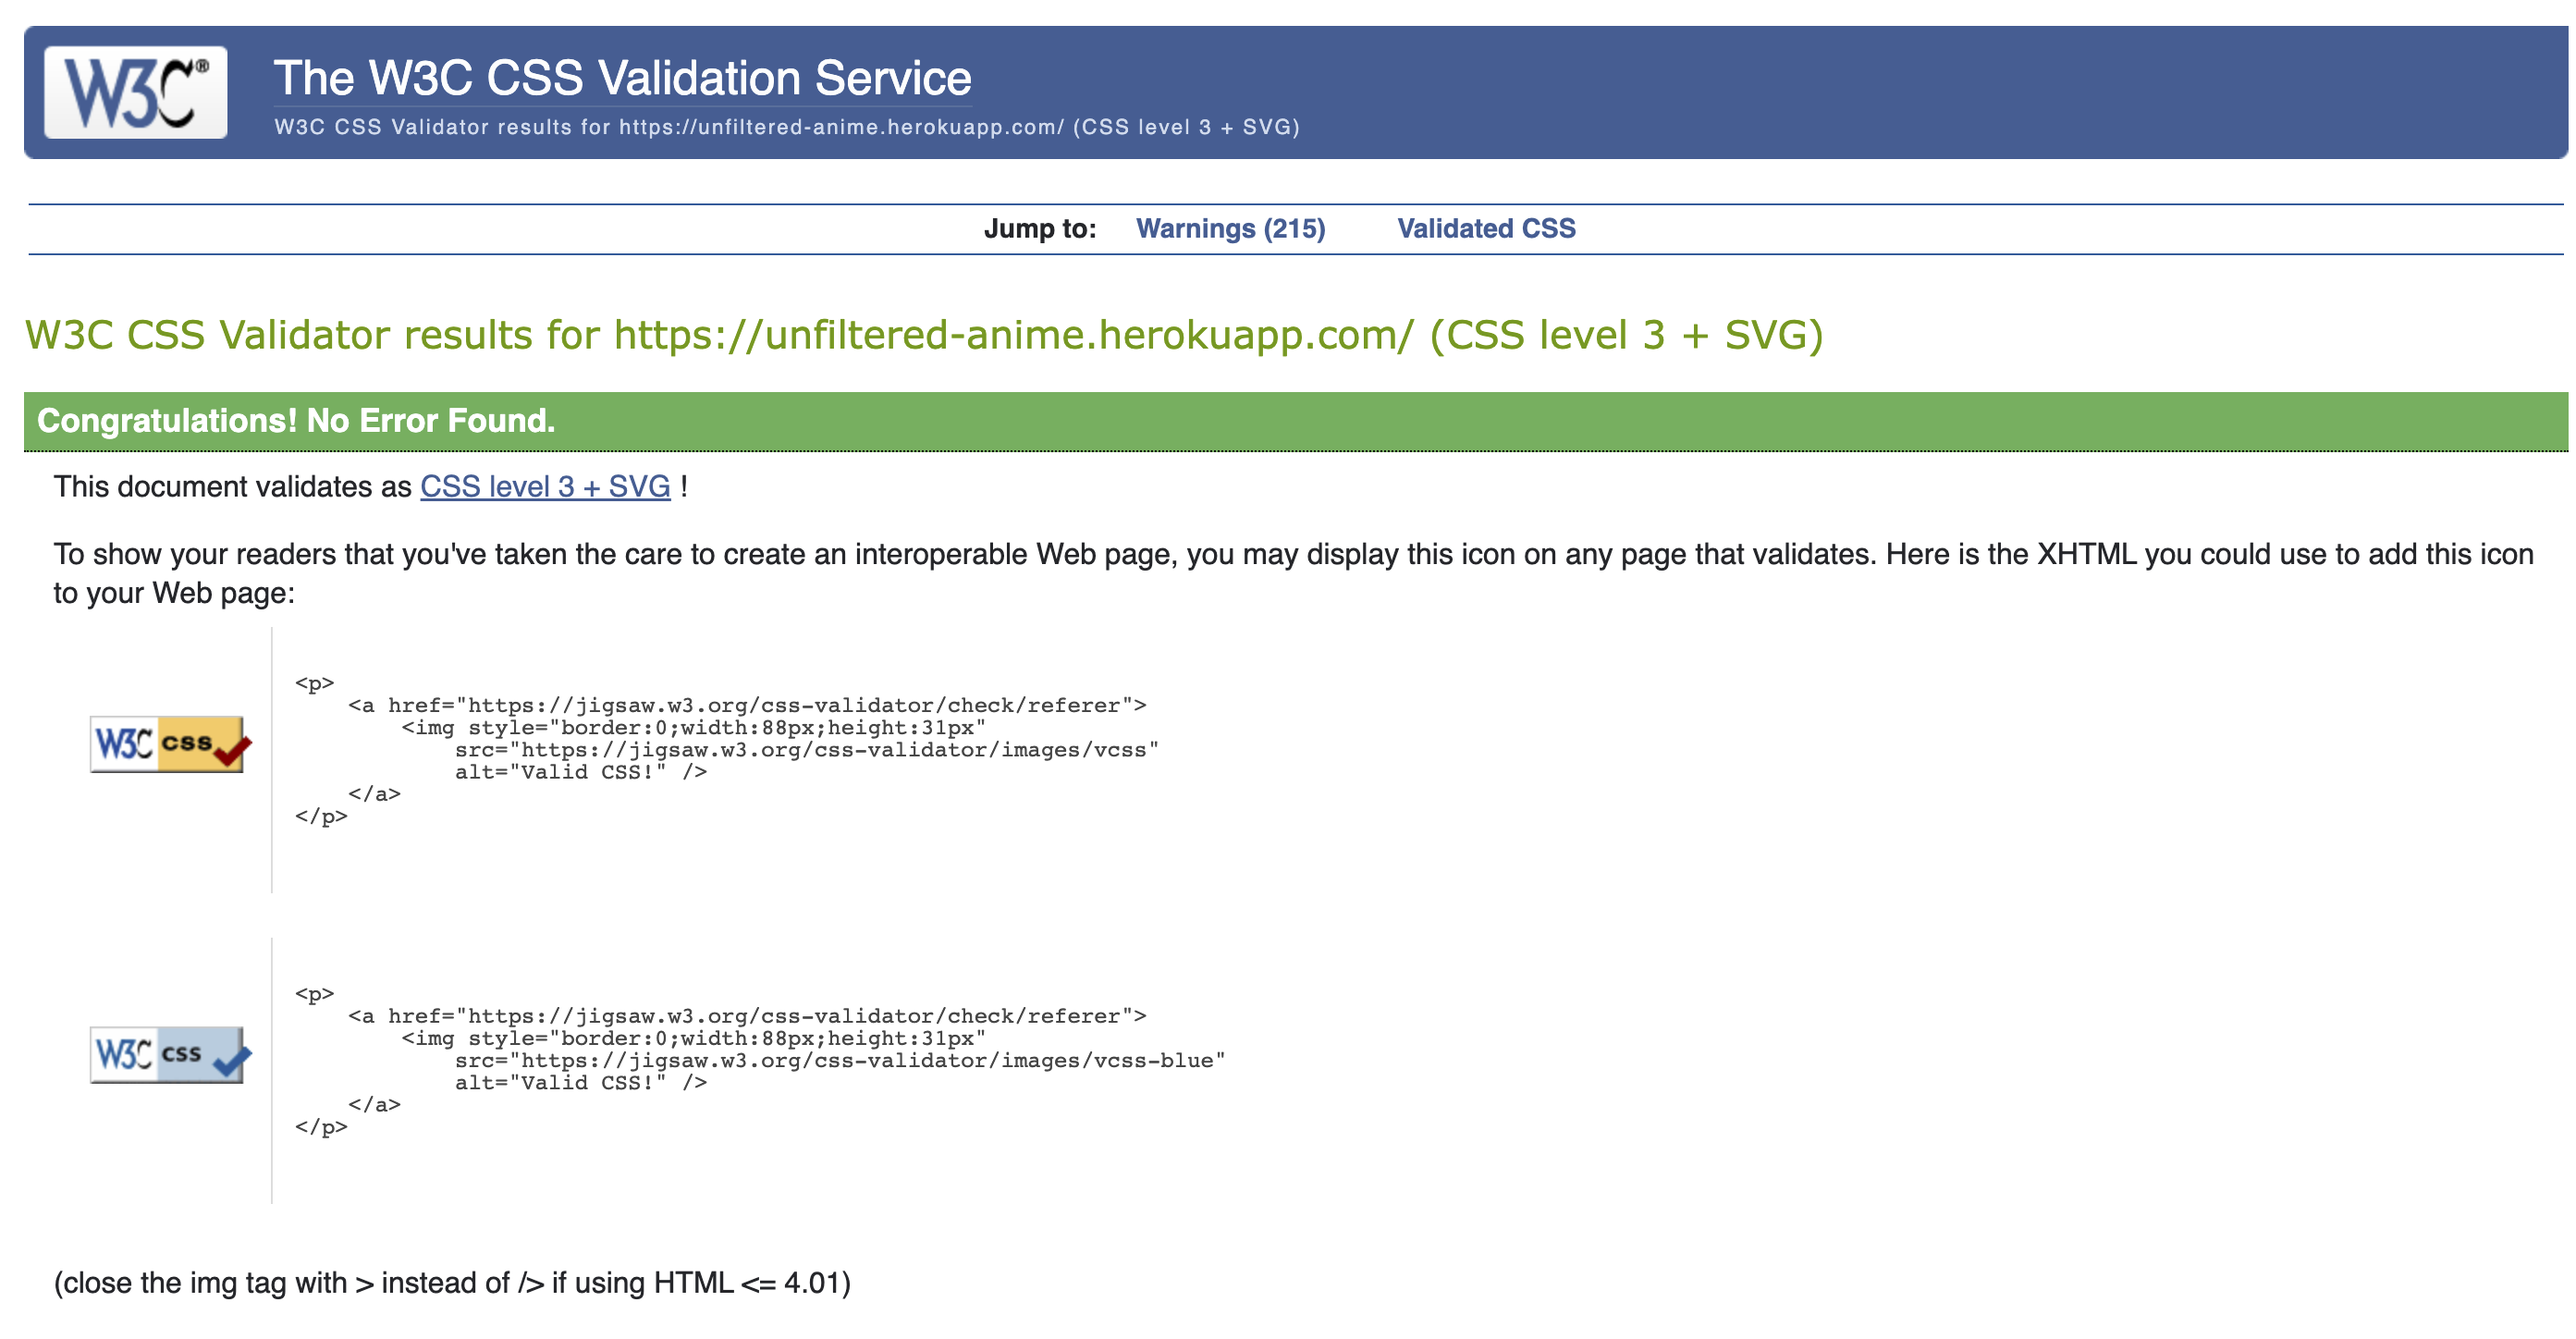 W3C®
The W3C CSS Validation Service
W3C CSS Validator results for https://unfiltered-anime.herokuapp.com/ (CSS level 3 + SVG)
Jump to: Warnings (215) Validated CSS
W3C CSS Validator results for https://unfiltered-anime.herokuapp.com/ (CSS level 3 + SVG)
Congratulations! No Error Found.
This document validates as CSS level 3 + SVG !
To show your readers that you've taken the care to create an interoperable Web page, you may display this icon on any page that validates. Here is the XHTML you could use to add this icon
to your Web page:
W3C css
<p>
    <a href="https://jigsaw.w3.org/css-validator/check/referer">
        <img style="border:0;width:88px;height:31px"
            src="https://jigsaw.w3.org/css-validator/images/vcss"
            alt="Valid CSS!" />
    </a>
</p>
W3C css
<p>
    <a href="https://jigsaw.w3.org/css-validator/check/referer">
        <img style="border:0;width:88px;height:31px"
            src="https://jigsaw.w3.org/css-validator/images/vcss-blue"
            alt="Valid CSS!" />
    </a>
</p>
(close the img tag with > instead of /> if using HTML <= 4.01)